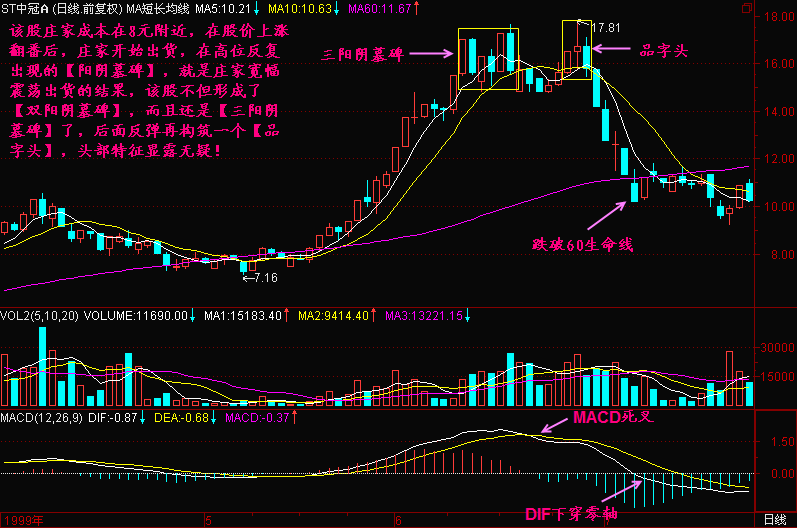 ST中冠A (日线.前复权) MA短长均线 MA5:10.21↓ MA10:10.63↓ MA60:11.67↑
该股庄家成本在8元附近，在股价上涨
翻番后，庄家开始出货，在高位反复
出现的【阳阴墓碑】，就是庄家宽幅
震荡出货的结果，该股不但形成了
【双阳阴墓碑】，而且还是【三阳阴
墓碑】了，后面反弹再构筑一个【品
字头】，头部特征显露无疑！
三阳阴墓碑
17.81
品字头
跌破60生命线
7.16
18.00
16.00
14.00
12.00
10.00
8.00
VOL2(5,10,20) VOLUME:11690.00↓ MA1:15183.40↑ MA2:9414.40↑ MA3:13221.15↓
30000
15000
MACD(12,26,9) DIF:-0.87↓ DEA:-0.68↓ MACD:-0.37↑
MACD死叉
1.50
0.00
DIF下穿零轴
1999年
5
6
7
日线